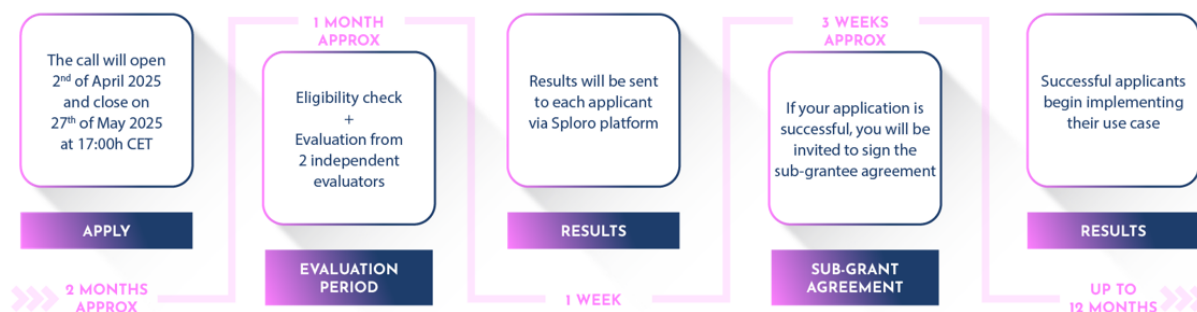 The call will open
2nd of April 2025
and close on
27th of May 2025
at 17:00h CET
APPLY
2 MONTHS
APPROX
1 MONTH
APPROX
Eligibility check
+
Evaluation from
2 independent
evaluators
EVALUATION
PERIOD
Results will be sent
to each applicant
via Sploro platform
RESULTS
1 WEEK
3 WEEKS
APPROX
If your application is
successful, you will be
invited to sign the
sub-grantee agreement
SUB-GRANT
AGREEMENT
Successful applicants
begin implementing
their use case
RESULTS
UP TO
12 MONTHS